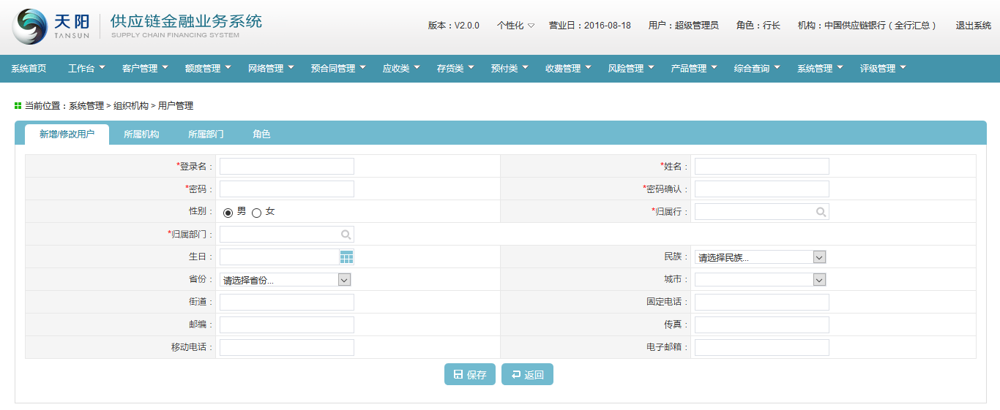 天阳 TANSUN 供应链金融业务系统 SUPPLY CHAIN FINANCING SYSTEM
版本：V2.0.0 个性化 营业日：2016-08-18 用户：超级管理员 角色：行长 机构：中国供应链银行（全行汇总） 退出系统
系统首页 工作台 客户管理 额度管理 网络管理 预合同管理 应收类 存货类 预付类 收费管理 风险管理 产品管理 综合查询 系统管理 评级管理
当前位置：系统管理 > 组织机构 > 用户管理
新增/修改用户 所属机构 所属部门 角色
*登录名： *姓名：
*密码： *密码确认：
性别： 男 女 *归属行：
*归属部门：
生日： 民族： 请选择民族...
省份： 请选择省份... 城市：
街道： 固定电话：
邮编： 传真：
移动电话： 电子邮箱：
保存 返回